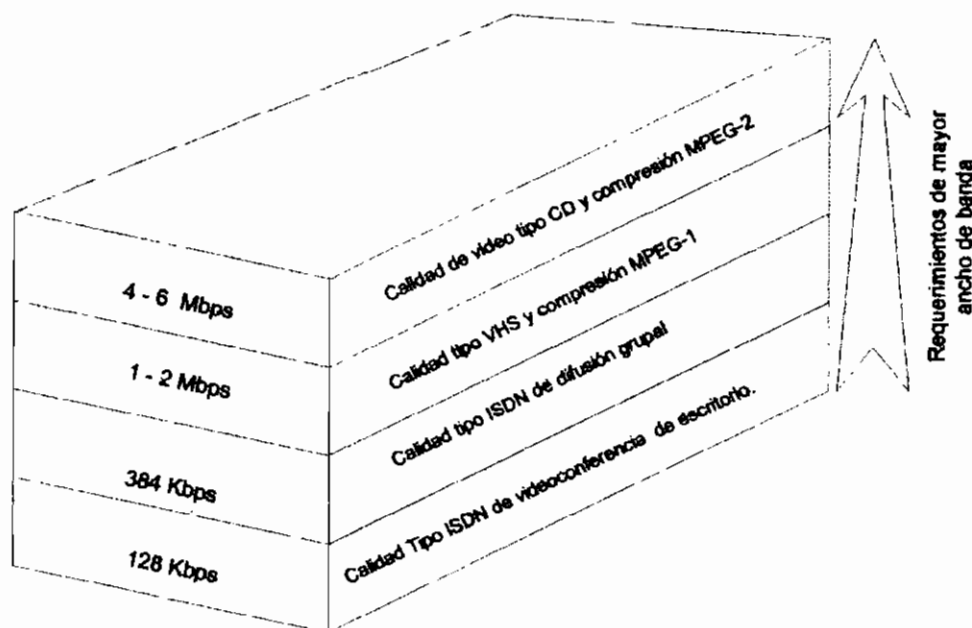 4 - 6 Mbps
Calidad de video tipo CD y compresión MPEG-2
1 - 2 Mbps
Calidad tipo VHS y compresión MPEG-1
384 Kbps
Calidad tipo ISDN de difusión grupal
128 Kbps
Calidad Tipo ISDN de videoconferencia de escritorio.
Requerimientos de mayor
ancho de banda